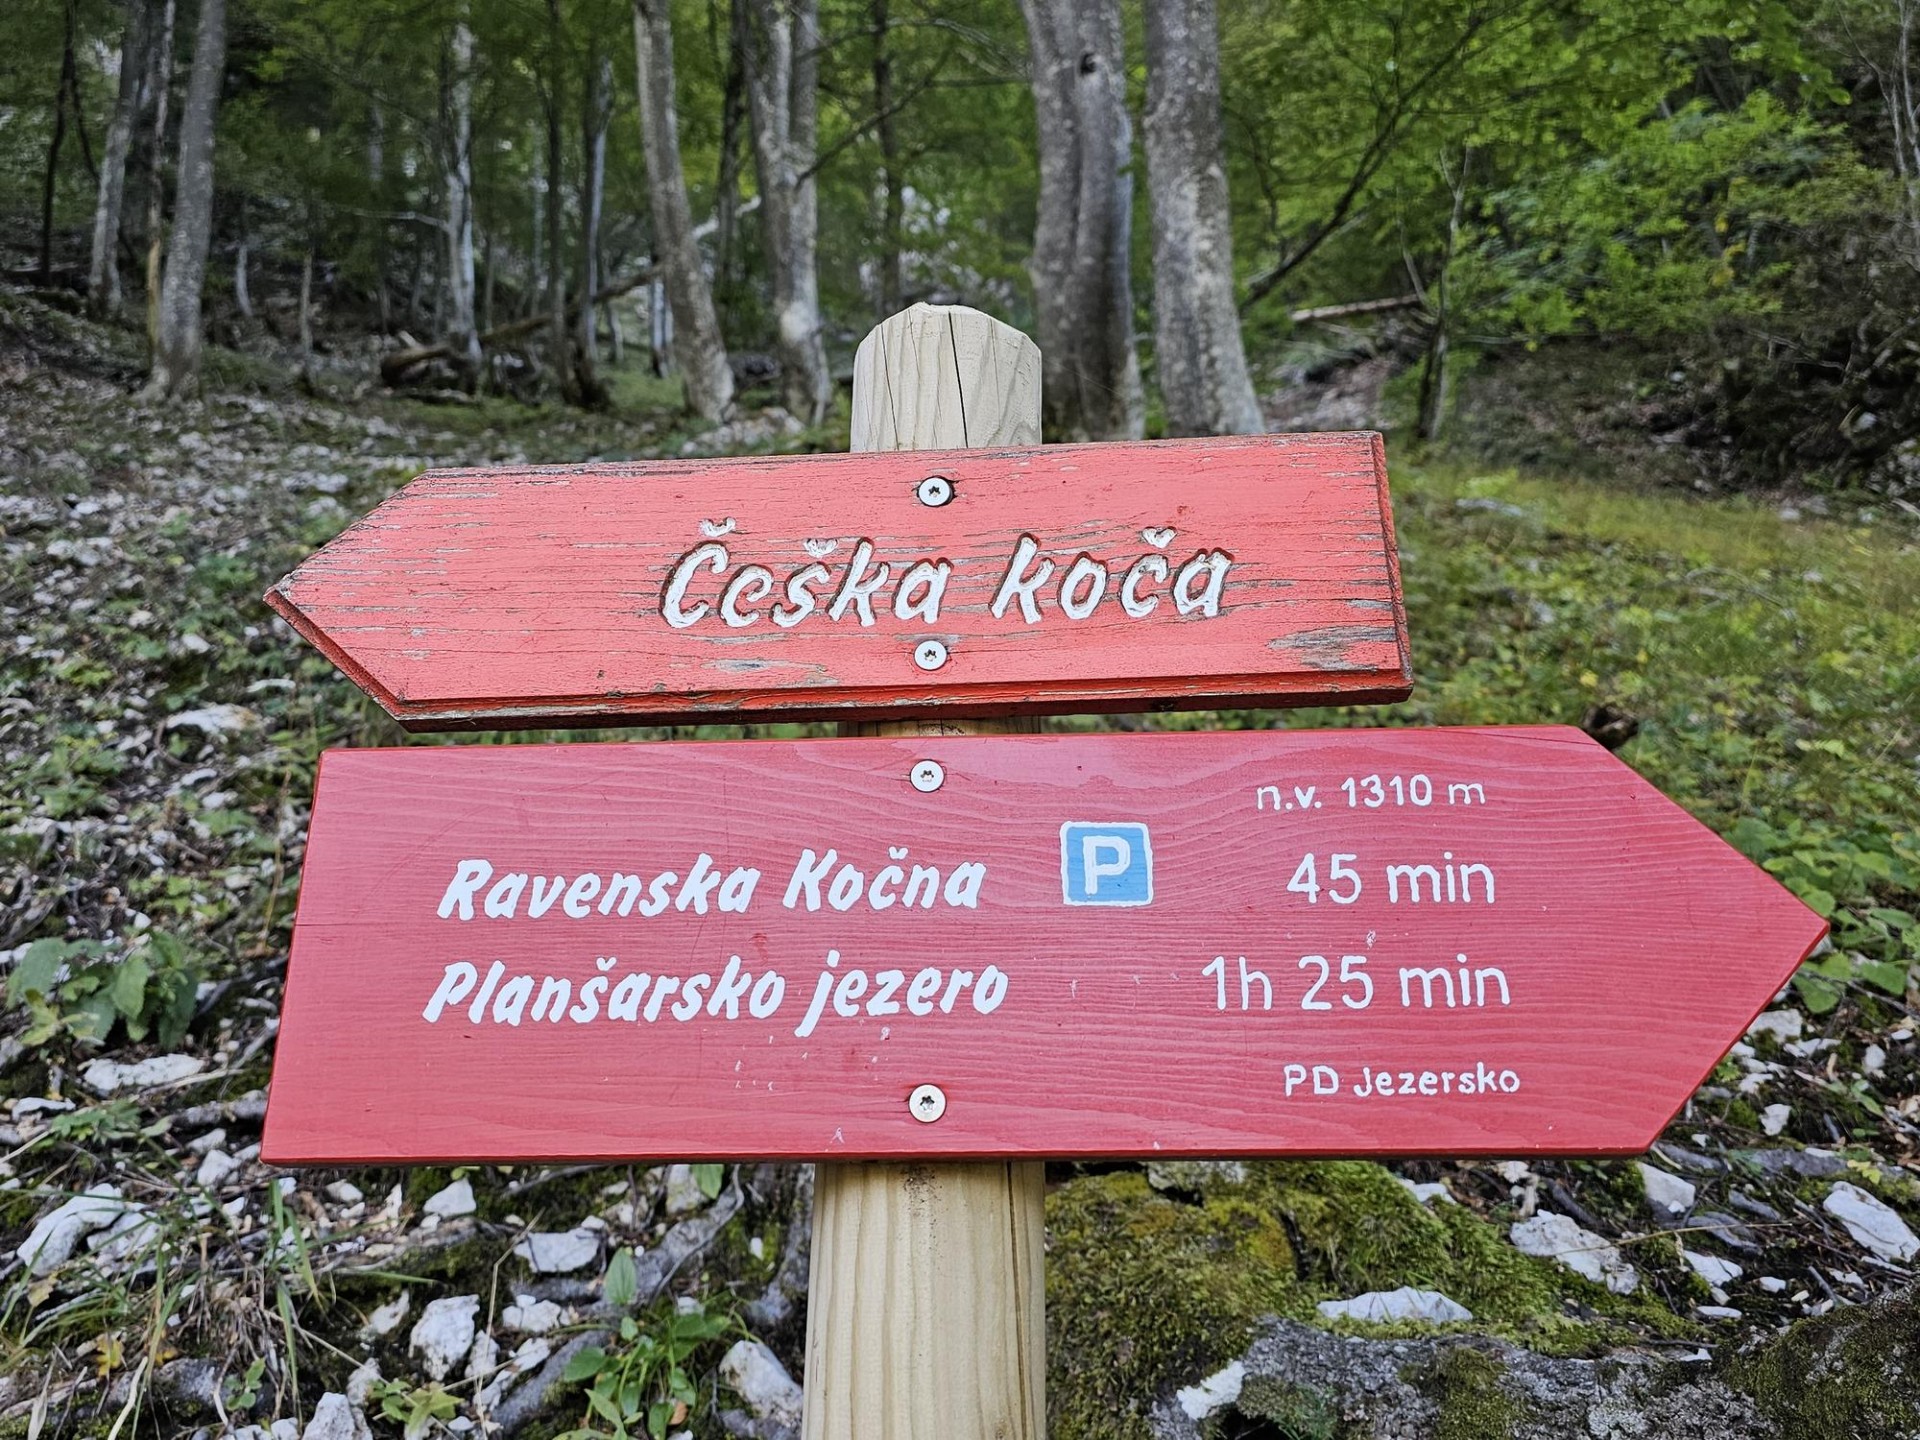 Češka koča
n.v. 1310 m
Ravenska Kočna P 45 min
Planšarsko jezero 1h 25 min
PD Jezersko